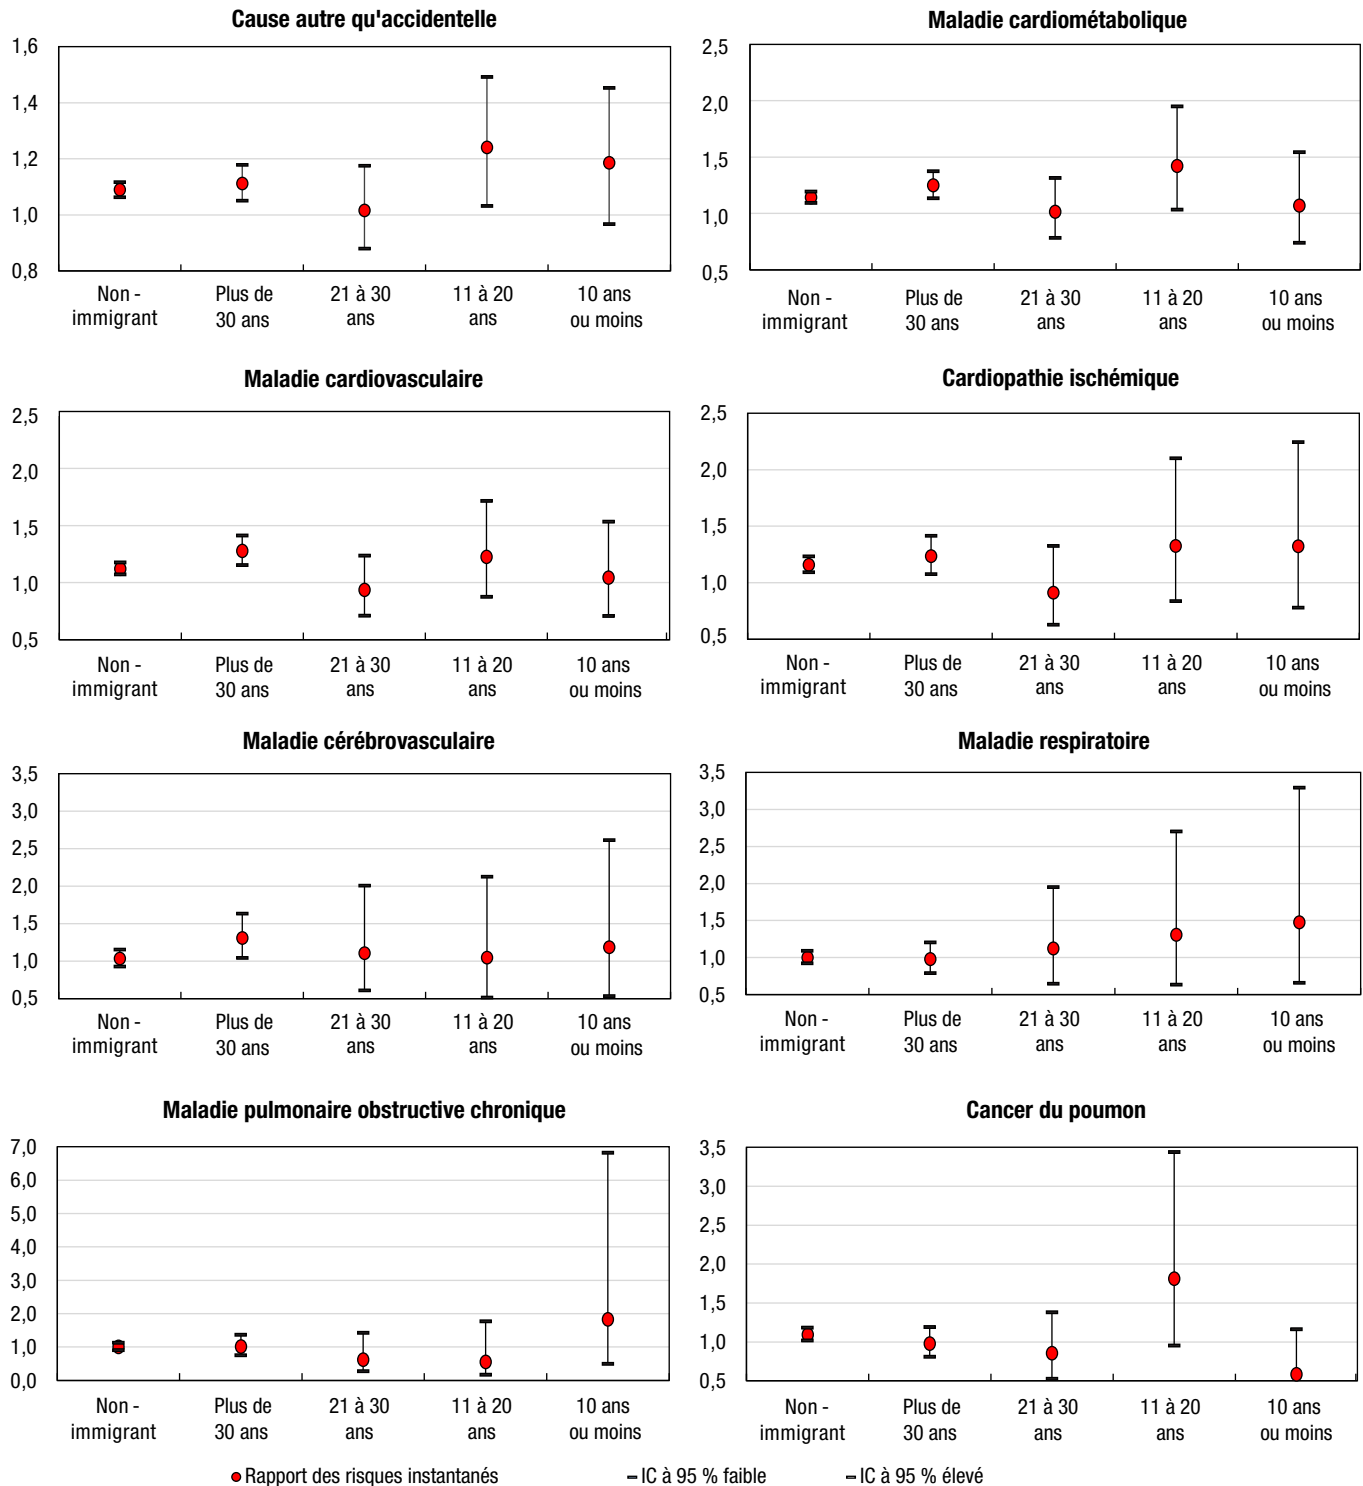 Cause autre qu'accidentelle
1,6
1,4
1,2
1,0
0,8
Non -
immigrant
Plus de
30 ans
21 à 30
ans
11 à 20
ans
10 ans
ou moins
Maladie cardiométabolique
2,5
2,0
1,5
1,0
0,5
Non -
immigrant
Plus de
30 ans
21 à 30
ans
11 à 20
ans
10 ans
ou moins
Maladie cardiovasculaire
2,5
2,0
1,5
1,0
0,5
Non -
immigrant
Plus de
30 ans
21 à 30
ans
11 à 20
ans
10 ans
ou moins
Cardiopathie ischémique
2,5
2,0
1,5
1,0
0,5
Non -
immigrant
Plus de
30 ans
21 à 30
ans
11 à 20
ans
10 ans
ou moins
Maladie cérébrovasculaire
3,5
3,0
2,5
2,0
1,5
1,0
0,5
Non -
immigrant
Plus de
30 ans
21 à 30
ans
11 à 20
ans
10 ans
ou moins
Maladie respiratoire
3,5
3,0
2,5
2,0
1,5
1,0
0,5
Non -
immigrant
Plus de
30 ans
21 à 30
ans
11 à 20
ans
10 ans
ou moins
Maladie pulmonaire obstructive chronique
7,0
6,0
5,0
4,0
3,0
2,0
1,0
0,0
Non -
immigrant
Plus de
30 ans
21 à 30
ans
11 à 20
ans
10 ans
ou moins
Cancer du poumon
3,5
3,0
2,5
2,0
1,5
1,0
0,5
Non -
immigrant
Plus de
30 ans
21 à 30
ans
11 à 20
ans
10 ans
ou moins
Rapport des risques instantanés
IC à 95 % faible
IC à 95 % élevé